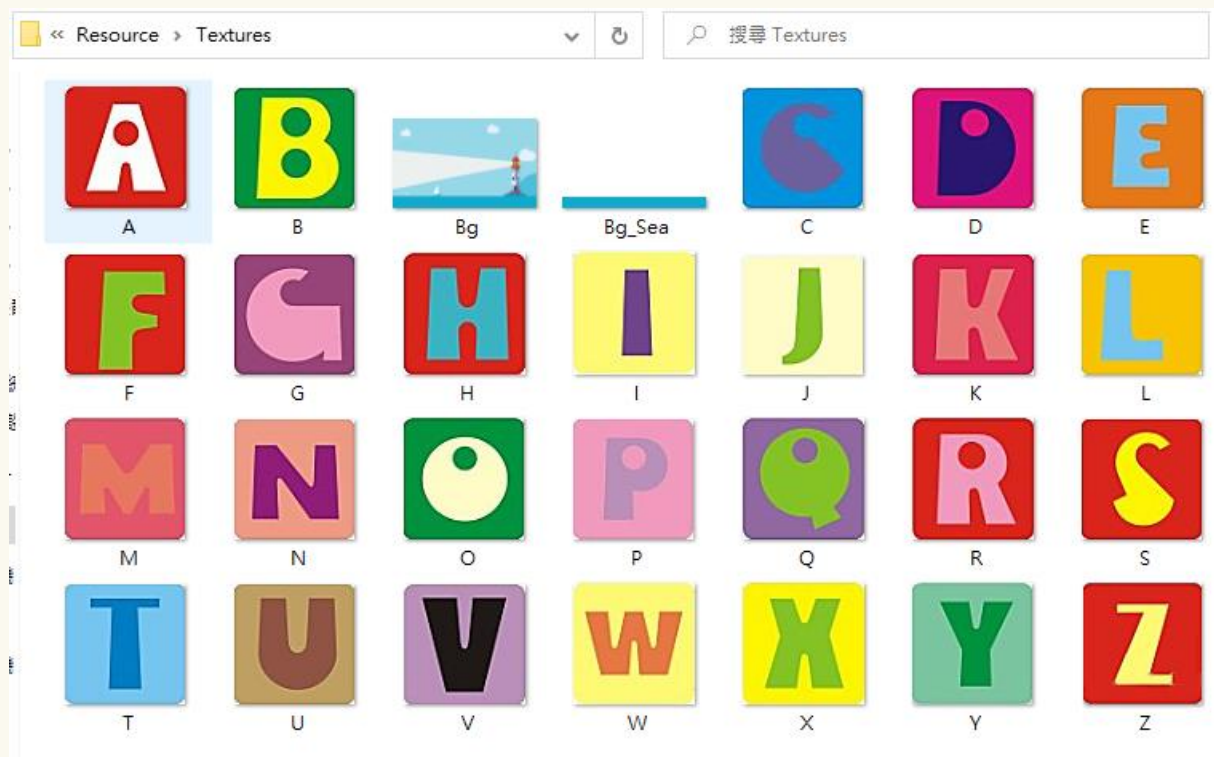 « Resource › Textures
搜尋 Textures
A B C D E
A B Bg Bg_Sea C D E
F G H I J K L
F G H I J K L
M N O P Q R S
M N O P Q R S
T U V W X Y Z
T U V W X Y Z